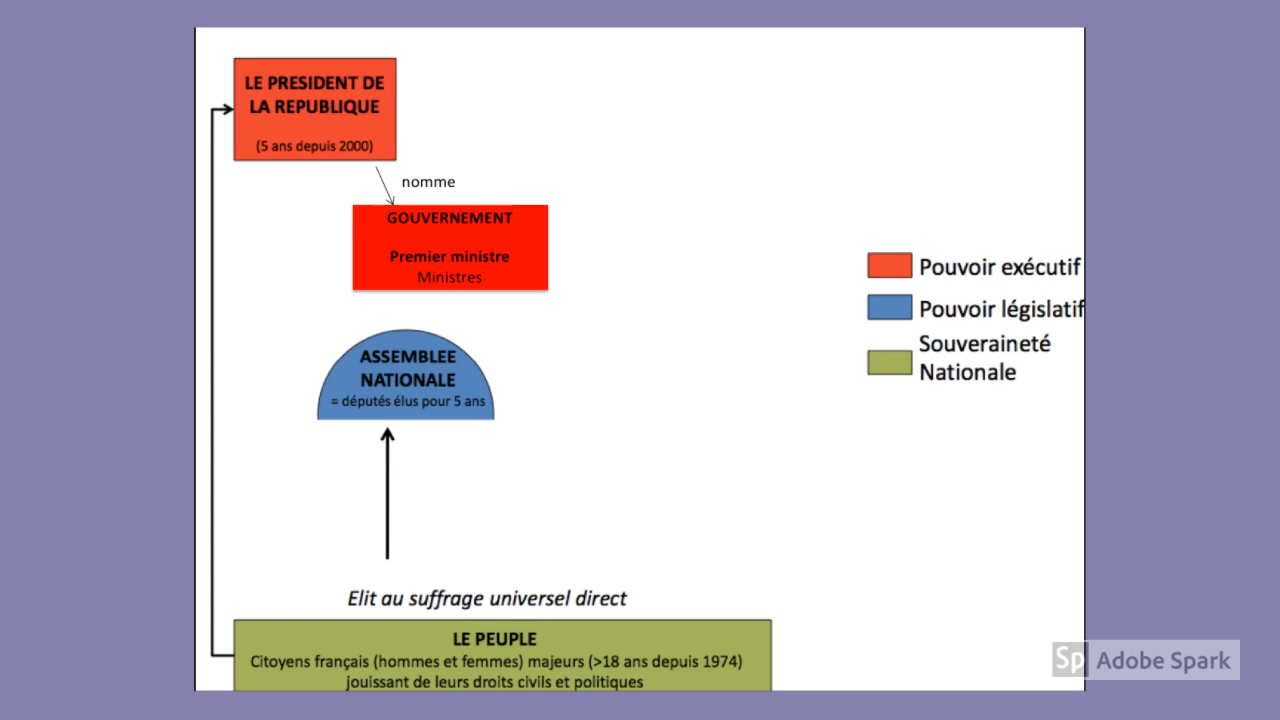 LE PRESIDENT DE
LA REPUBLIQUE
(5 ans depuis 2000)
nomme
GOUVERNEMENT
Premier ministre
Ministres
ASSEMBLEE
NATIONALE
= députés élus pour 5 ans
Pouvoir exécutif
Pouvoir législatif
Souveraineté
Nationale
Elit au suffrage universel direct
LE PEUPLE
Citoyens français (hommes et femmes) majeurs (>18 ans depuis 1974)
jouissant de leurs droits civils et politiques
Sp Adobe Spark